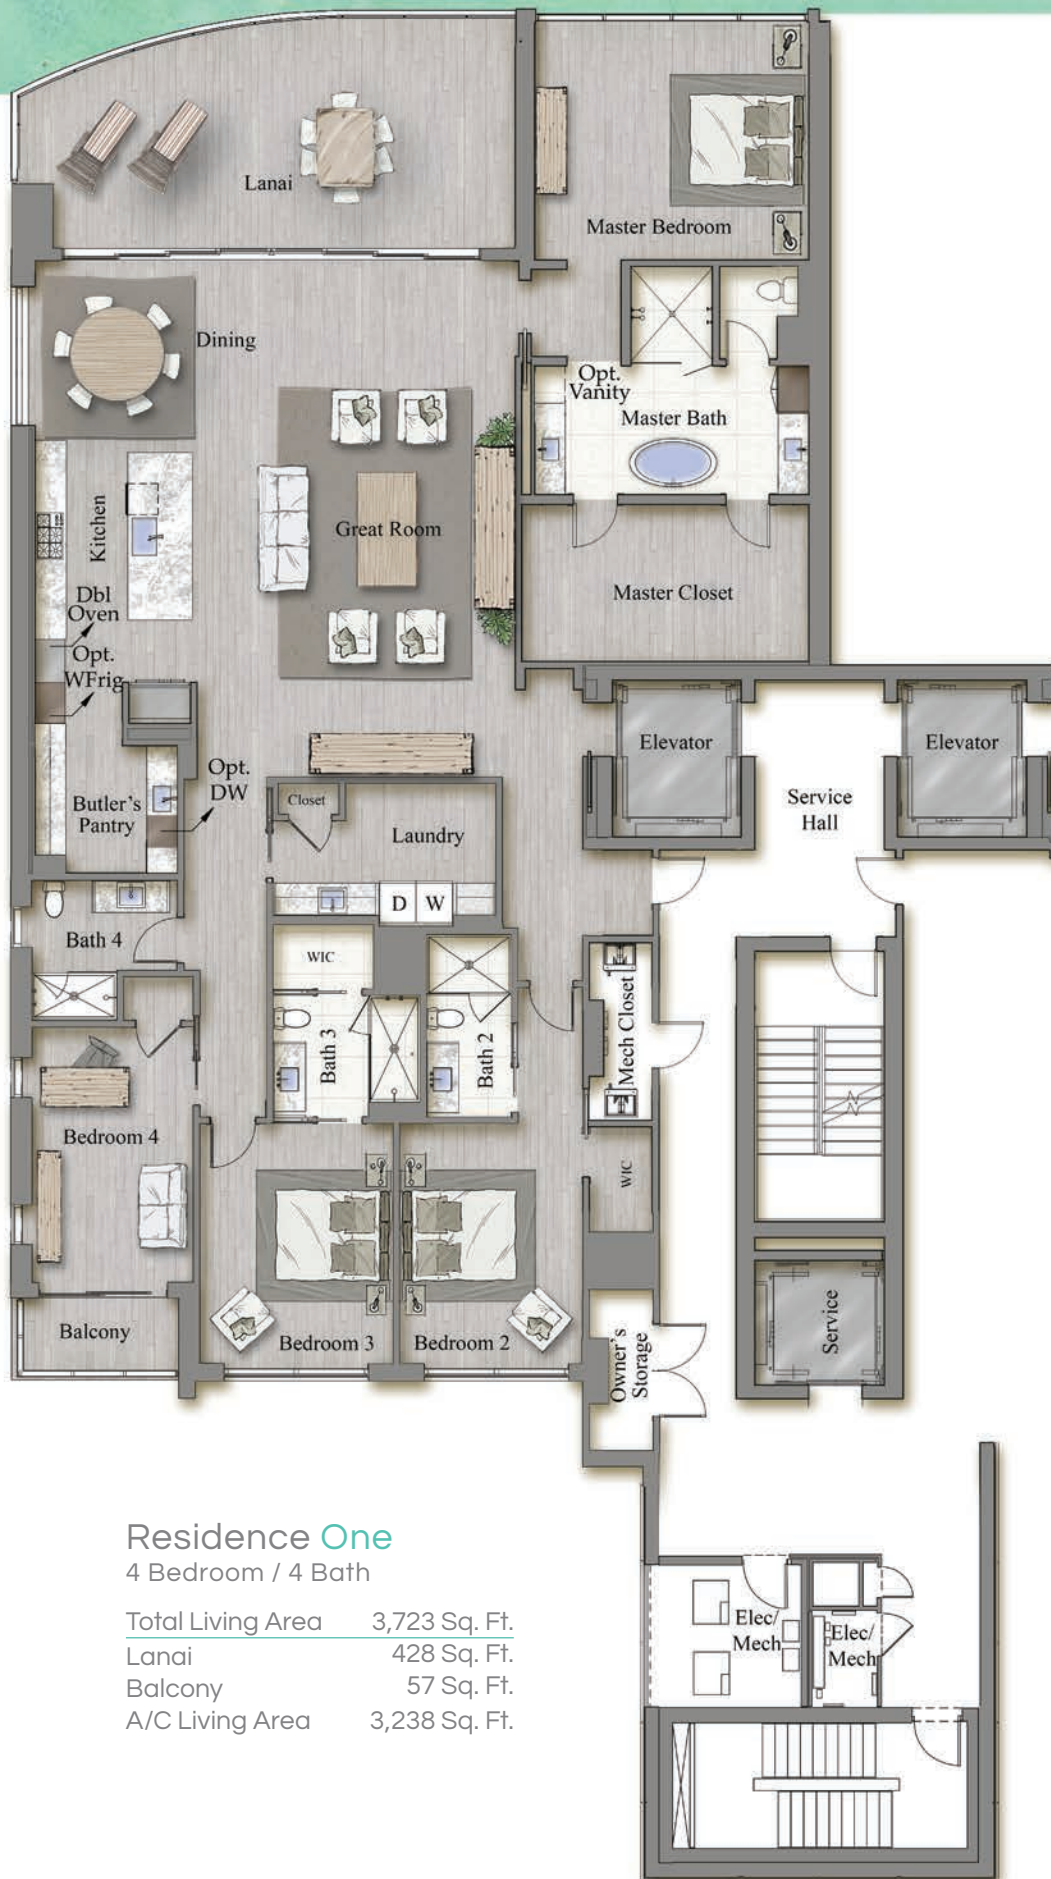 Lanai
Master Bedroom
Dining
Opt.
Vanity
Master Bath
Kitchen
Great Room
Dbl
Oven
Master Closet
Opt.
WFrig
Elevator
Elevator
Opt.
DW
Service
Hall
Closet
Butler's
Pantry
Laundry
D
W
Bath 4
WIC
Mech Closet
Bath 3
Bath 2
Bedroom 4
WIC
Balcony
Bedroom 3
Bedroom 2
Owner's
Storage
Service
Residence One
4 Bedroom / 4 Bath
Total Living Area 3,723 Sq. Ft.
Lanai 428 Sq. Ft.
Balcony 57 Sq. Ft.
A/C Living Area 3,238 Sq. Ft.
Elec/
Mech
Elec/
Mech